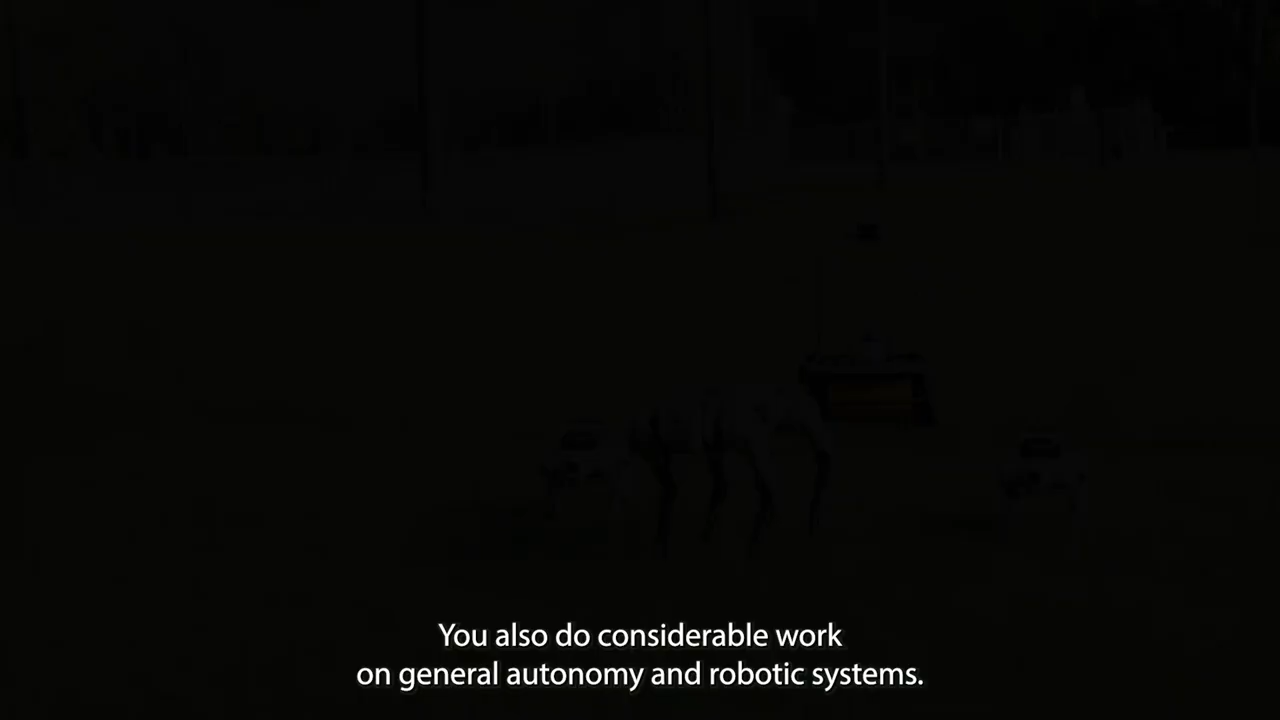 You also do considerable work
on general autonomy and robotic systems.